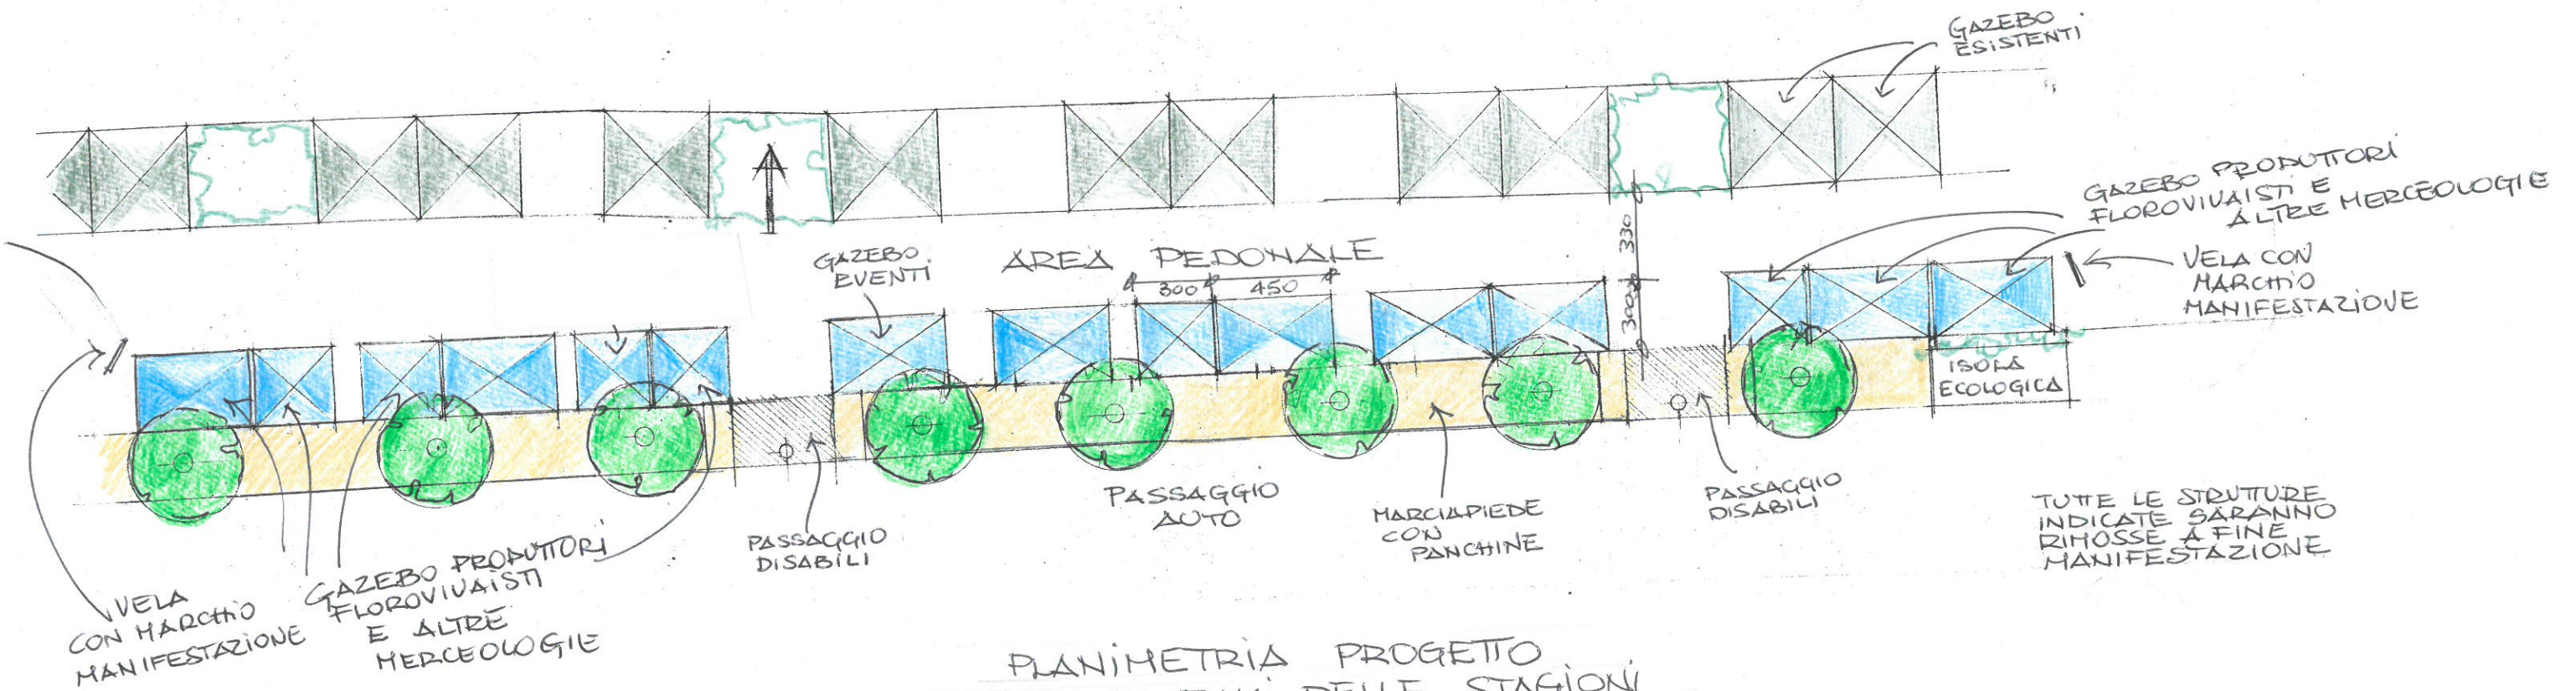 GAZEBO
ESISTENTI
GAZEBO PRODUTTORI
FLOROVIVAISTI E
ALTRE MERCEOLOGIE
VELA CON
MARCHIO
MANIFESTAZIONE
GAZEBO
EVENTI
AREA PEDONALE
300 450
330
300
ISOLA
ECOLOGICA
PASSAGGIO
AUTO
MARCIAPIEDE
CON
PANCHINE
PASSAGGIO
DISABILI
PASSAGGIO
DISABILI
TUTTE LE STRUTTURE
INDICATE SARANNO
RIMOSSE A FINE
MANIFESTAZIONE
VELA
CON MARCHIO
MANIFESTAZIONE
GAZEBO PRODUTTORI
FLOROVIVAISTI
E ALTRE
MERCEOLOGIE
PLANIMETRIA PROGETTO
DELLE STAGIONI